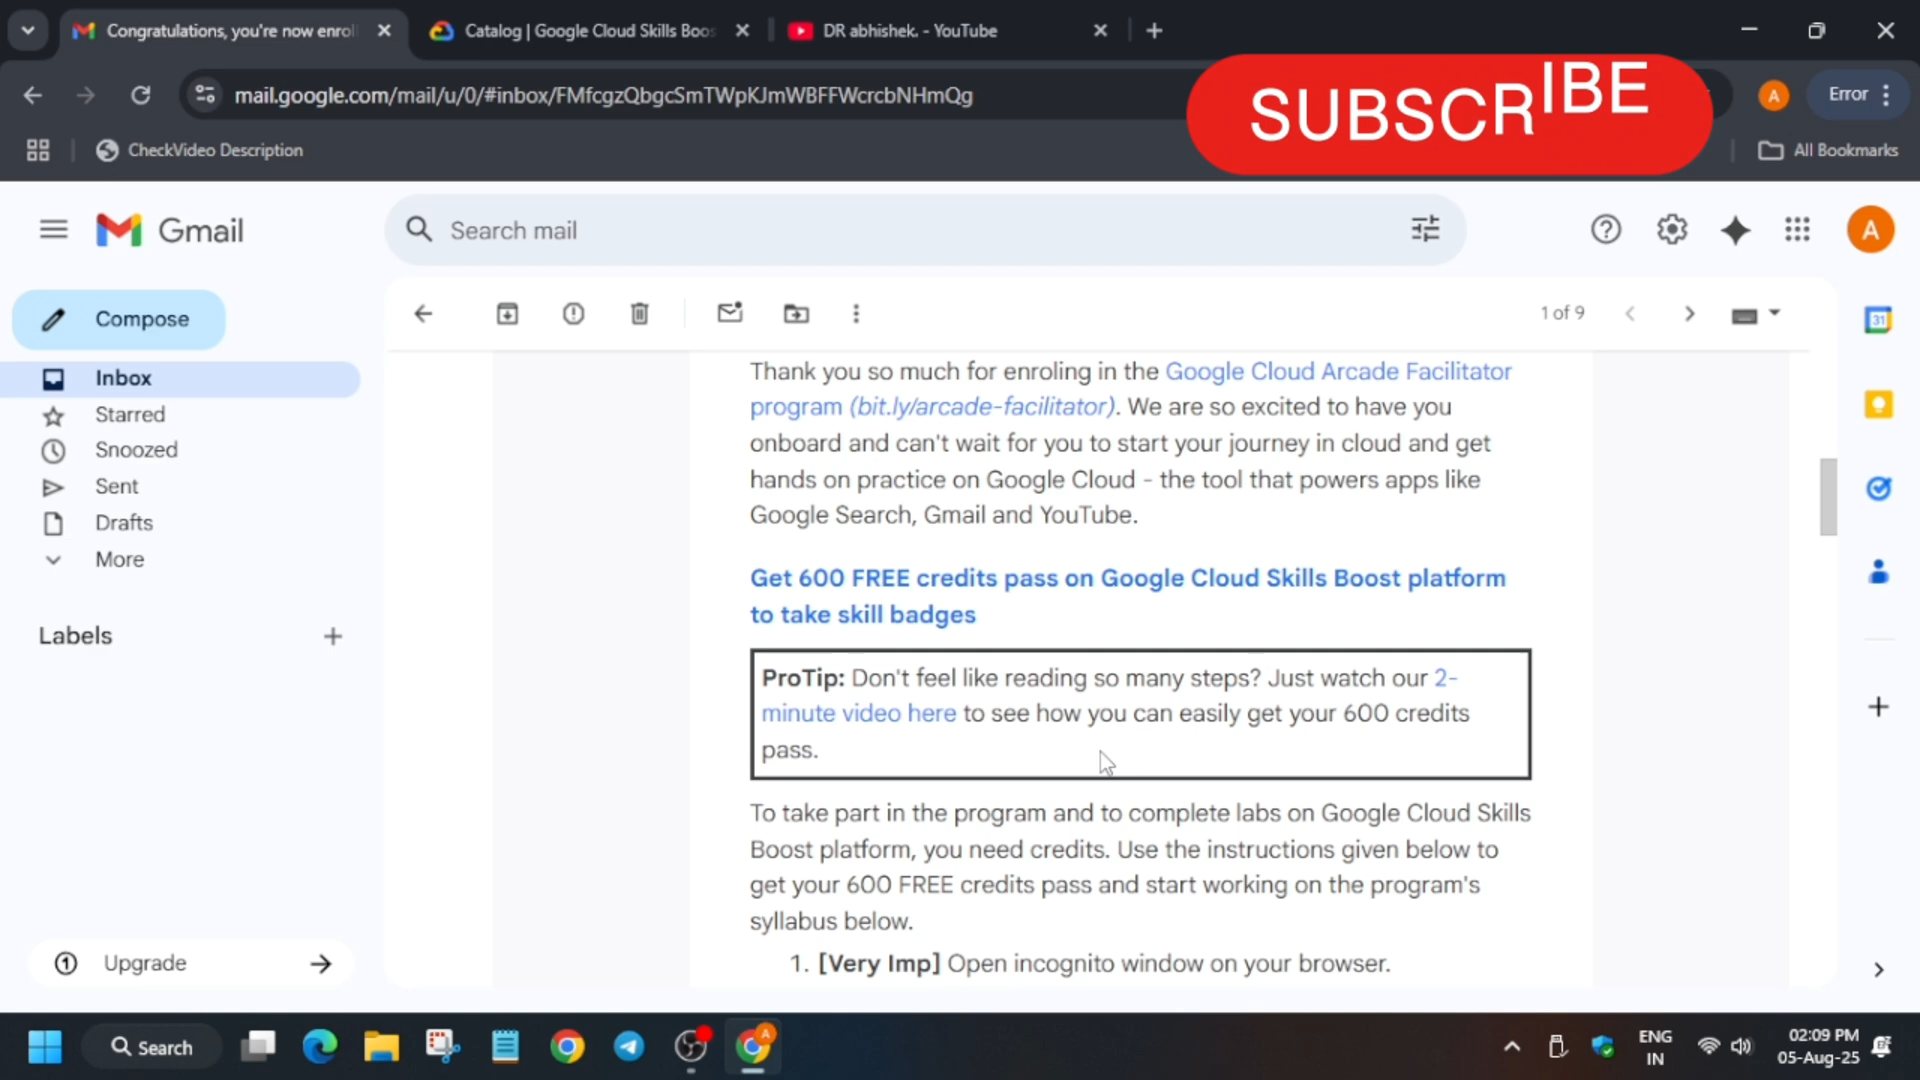 Congratulations, you're now enrol
Catalog | Google Cloud Skills Boos
DR abhishek. - YouTube
mail.google.com/mail/u/0/#inbox/FMfcgzQbgcSmTWpKJmWBFFWcrcbNHmQg
SUBSCRIBE
A
Error
CheckVideo Description
All Bookmarks
Gmail
Search mail
A
Compose
1 of 9
Inbox
Starred
Snoozed
Sent
Drafts
More
Labels
Upgrade
31
Thank you so much for enroling in the Google Cloud Arcade Facilitator
program (bit.ly/arcade-facilitator). We are so excited to have you
onboard and can't wait for you to start your journey in cloud and get
hands on practice on Google Cloud - the tool that powers apps like
Google Search, Gmail and YouTube.
Get 600 FREE credits pass on Google Cloud Skills Boost platform
to take skill badges
ProTip: Don't feel like reading so many steps? Just watch our 2-
minute video here to see how you can easily get your 600 credits
pass.
To take part in the program and to complete labs on Google Cloud Skills
Boost platform, you need credits. Use the instructions given below to
get your 600 FREE credits pass and start working on the program's
syllabus below.
1. [Very Imp] Open incognito window on your browser.
Search
A
ENG
IN
02:09 PM
05-Aug-25